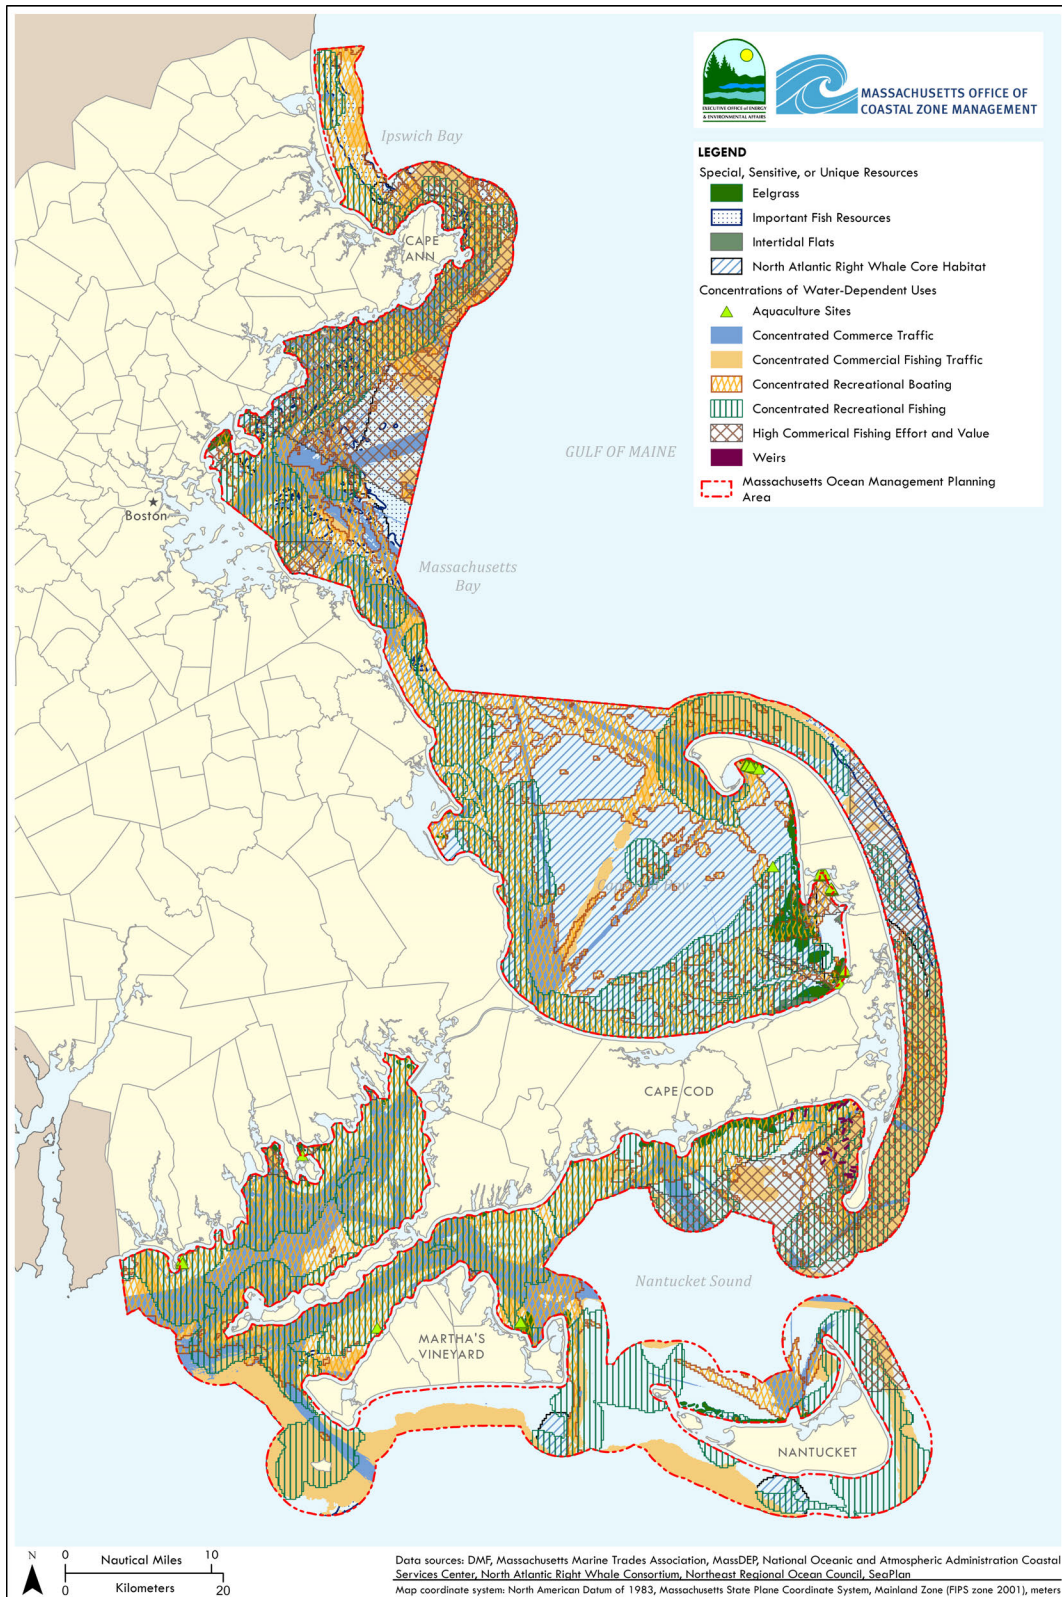 EXECUTIVE OFFICE of ENERGY
& ENVIRONMENTAL AFFAIRS
MASSACHUSETTS OFFICE OF
COASTAL ZONE MANAGEMENT
LEGEND
Special, Sensitive, or Unique Resources
Eelgrass
Important Fish Resources
Intertidal Flats
North Atlantic Right Whale Core Habitat
Concentrations of Water-Dependent Uses
Aquaculture Sites
Concentrated Commerce Traffic
Concentrated Commercial Fishing Traffic
Concentrated Recreational Boating
Concentrated Recreational Fishing
High Commerical Fishing Effort and Value
Weirs
Massachusetts Ocean Management Planning
Area
Ipswich Bay
CAPE
ANN
GULF OF MAINE
Boston
Massachusetts
Bay
CAPE COD
Nantucket Sound
MARTHA'S
VINEYARD
NANTUCKET
N
0 Nautical Miles 10
0 Kilometers 20
Data sources: DMF, Massachusetts Marine Trades Association, MassDEP, National Oceanic and Atmospheric Administration Coastal
Services Center, North Atlantic Right Whale Consortium, Northeast Regional Ocean Council, SeaPlan
Map coordinate system: North American Datum of 1983, Massachusetts State Plane Coordinate System, Mainland Zone (FIPS zone 2001), meters